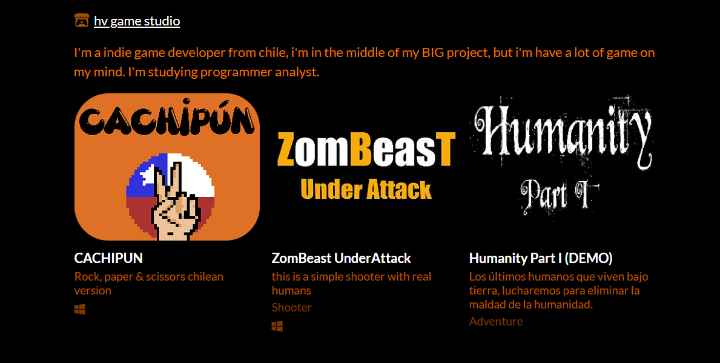 hv game studio
I'm a indie game developer from chile, i'm in the middle of my BIG project, but i'm have a lot of game on
my mind. I'm studying programmer analyst.
CACHIPÚN
ZomBeasT
Under Attack
Humanity
Part I
CACHIPUN
Rock, paper & scissors chilean
version
ZomBeast UnderAttack
this is a simple shooter with real
humans
Shooter
Humanity Part I (DEMO)
Los últimos humanos que viven bajo
tierra, lucharemos para eliminar la
maldad de la humanidad.
Adventure